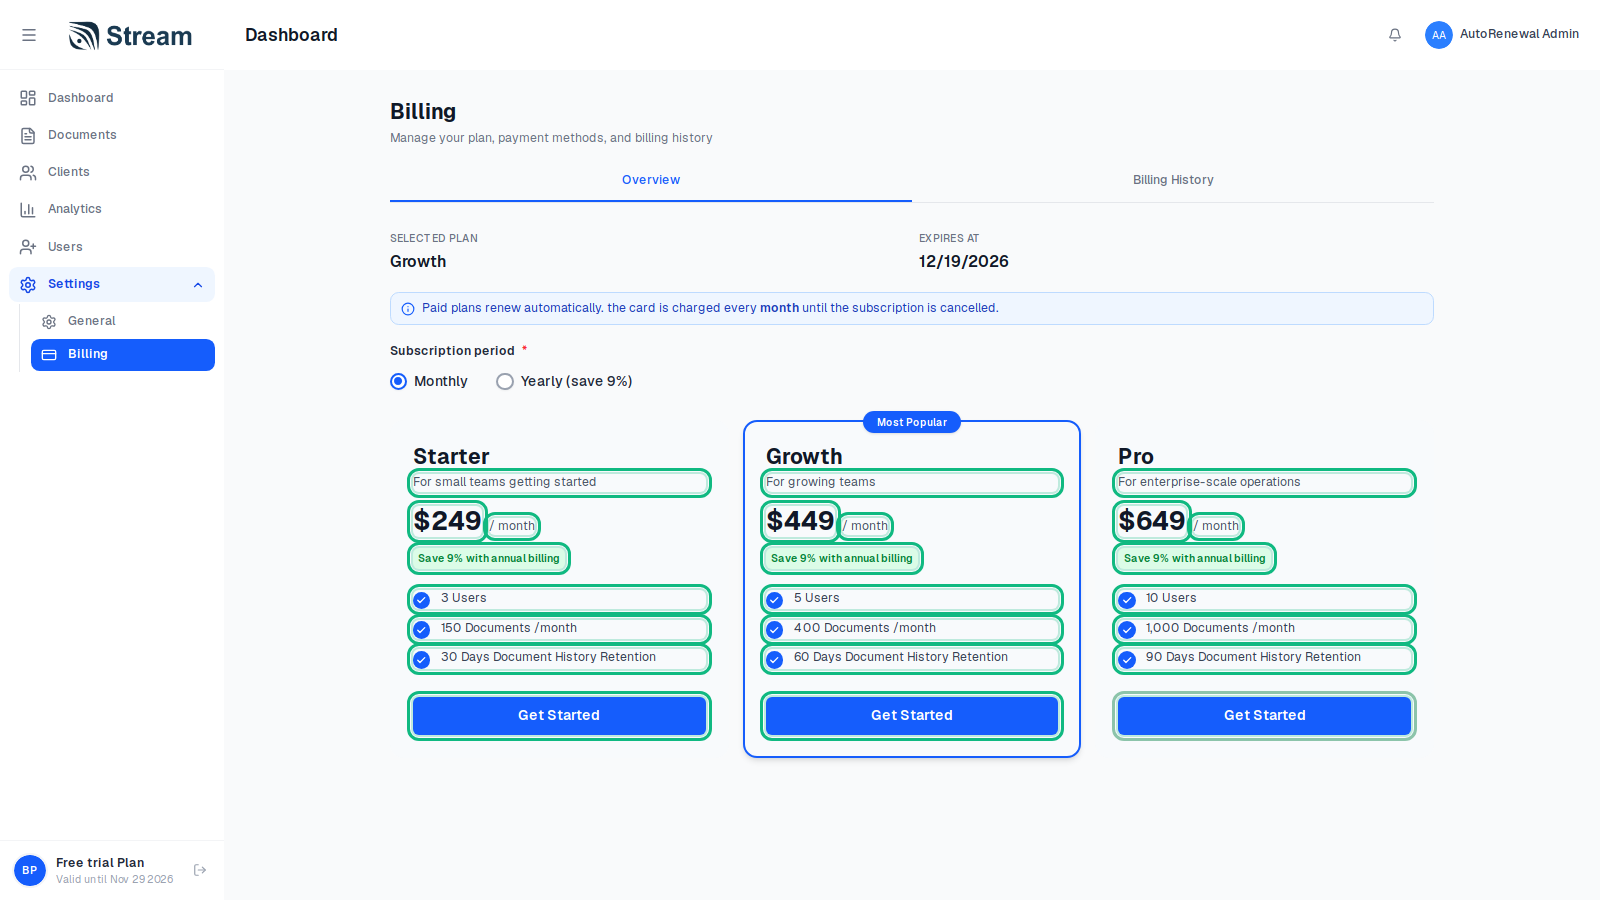 Stream
Dashboard
AA
AutoRenewal Admin
Dashboard
Documents
Clients
Analytics
Users
Settings
General
Billing
Billing
Manage your plan, payment methods, and billing history
Overview
Billing History
SELECTED PLAN
Growth
EXPIRES AT
12/19/2026
Paid plans renew automatically. the card is charged every month until the subscription is cancelled.
Subscription period *
Monthly
Yearly (save 9%)
Starter
For small teams getting started
$249 / month
Save 9% with annual billing
3 Users
150 Documents /month
30 Days Document History Retention
Get Started
Most Popular
Growth
For growing teams
$449 / month
Save 9% with annual billing
5 Users
400 Documents /month
60 Days Document History Retention
Get Started
Pro
For enterprise-scale operations
$649 / month
Save 9% with annual billing
10 Users
1,000 Documents /month
90 Days Document History Retention
Get Started
BP
Free trial Plan
Valid until Nov 29 2026